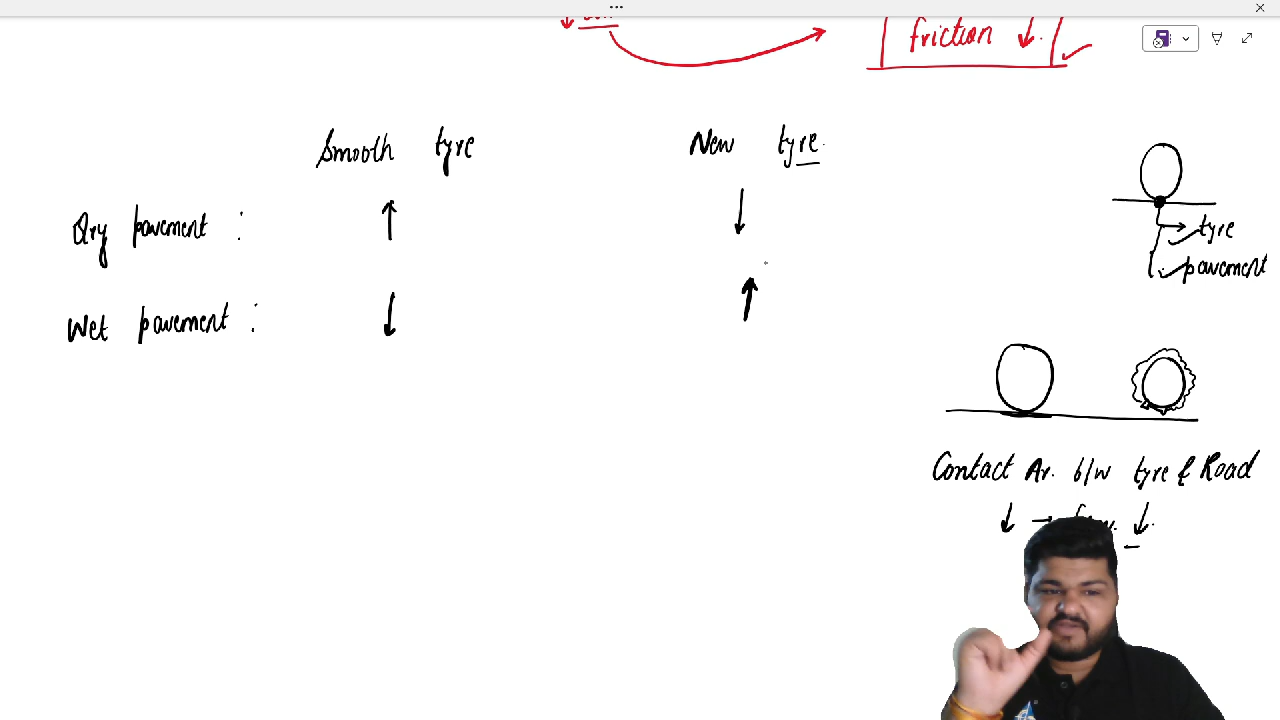 friction ↓.
Smooth tyre
New tyre.
Dry pavement : ↑ ↓
Wet pavement : ↓ ↑
tyre
pavement
Contact Ar. b/w tyre & Road
↓ → ↓.